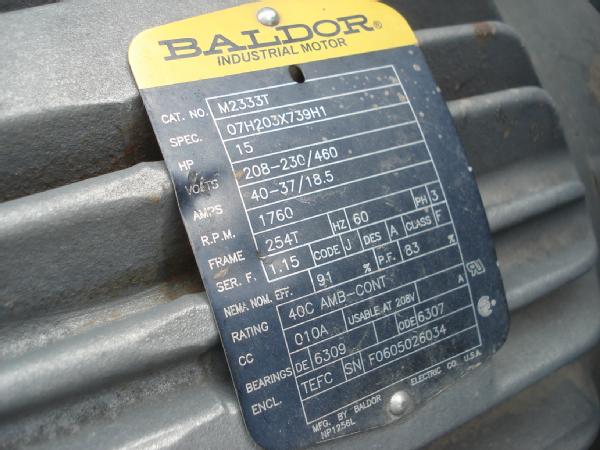 BALDOR®
INDUSTRIAL MOTOR
CAT. NO. M2333T
SPEC. 07H203X739H1
HP 15
VOLTS 208-230/460
AMPS 40-37/18.5
R.P.M. 1760
FRAME 254T HZ 60 PH 3
SER. F. 1.15 CODE J DES A CLASS F
NEMA NOM. EFF. 91 % P.F. 83 %
RATING 40C AMB-CONT
CC 010A USABLE AT 208V A
BEARINGS DE 6309 ODE 6307
ENCL. TEFC SN F0605026034
MFG. BY BALDOR ELECTRIC CO. U.S.A.
NP1256L